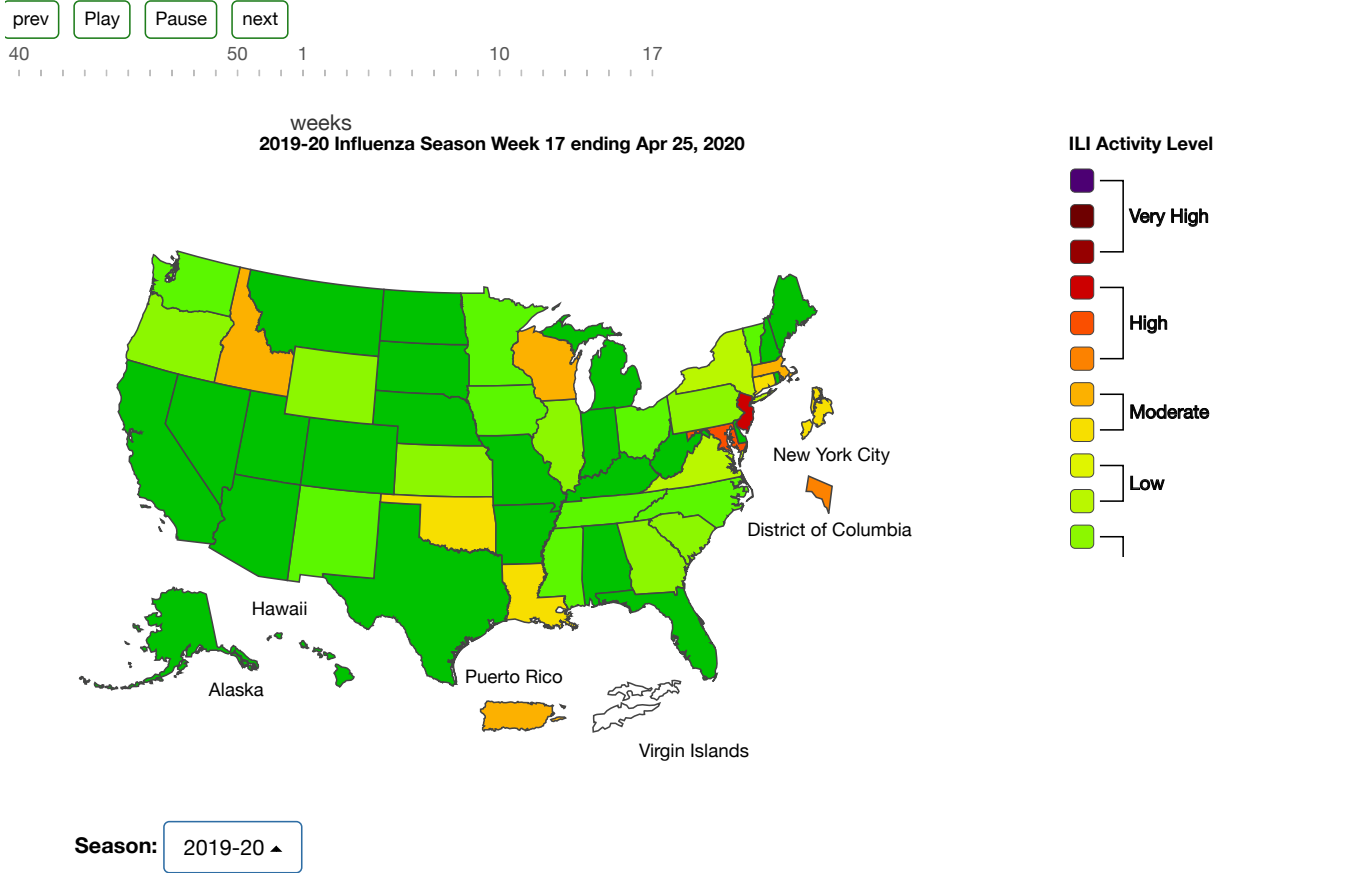 prev Play Pause next
40 50 1 10 17
weeks
2019-20 Influenza Season Week 17 ending Apr 25, 2020
ILI Activity Level
Very High
High
Moderate
Low
New York City
District of Columbia
Hawaii
Alaska
Puerto Rico
Virgin Islands
Season: 2019-20